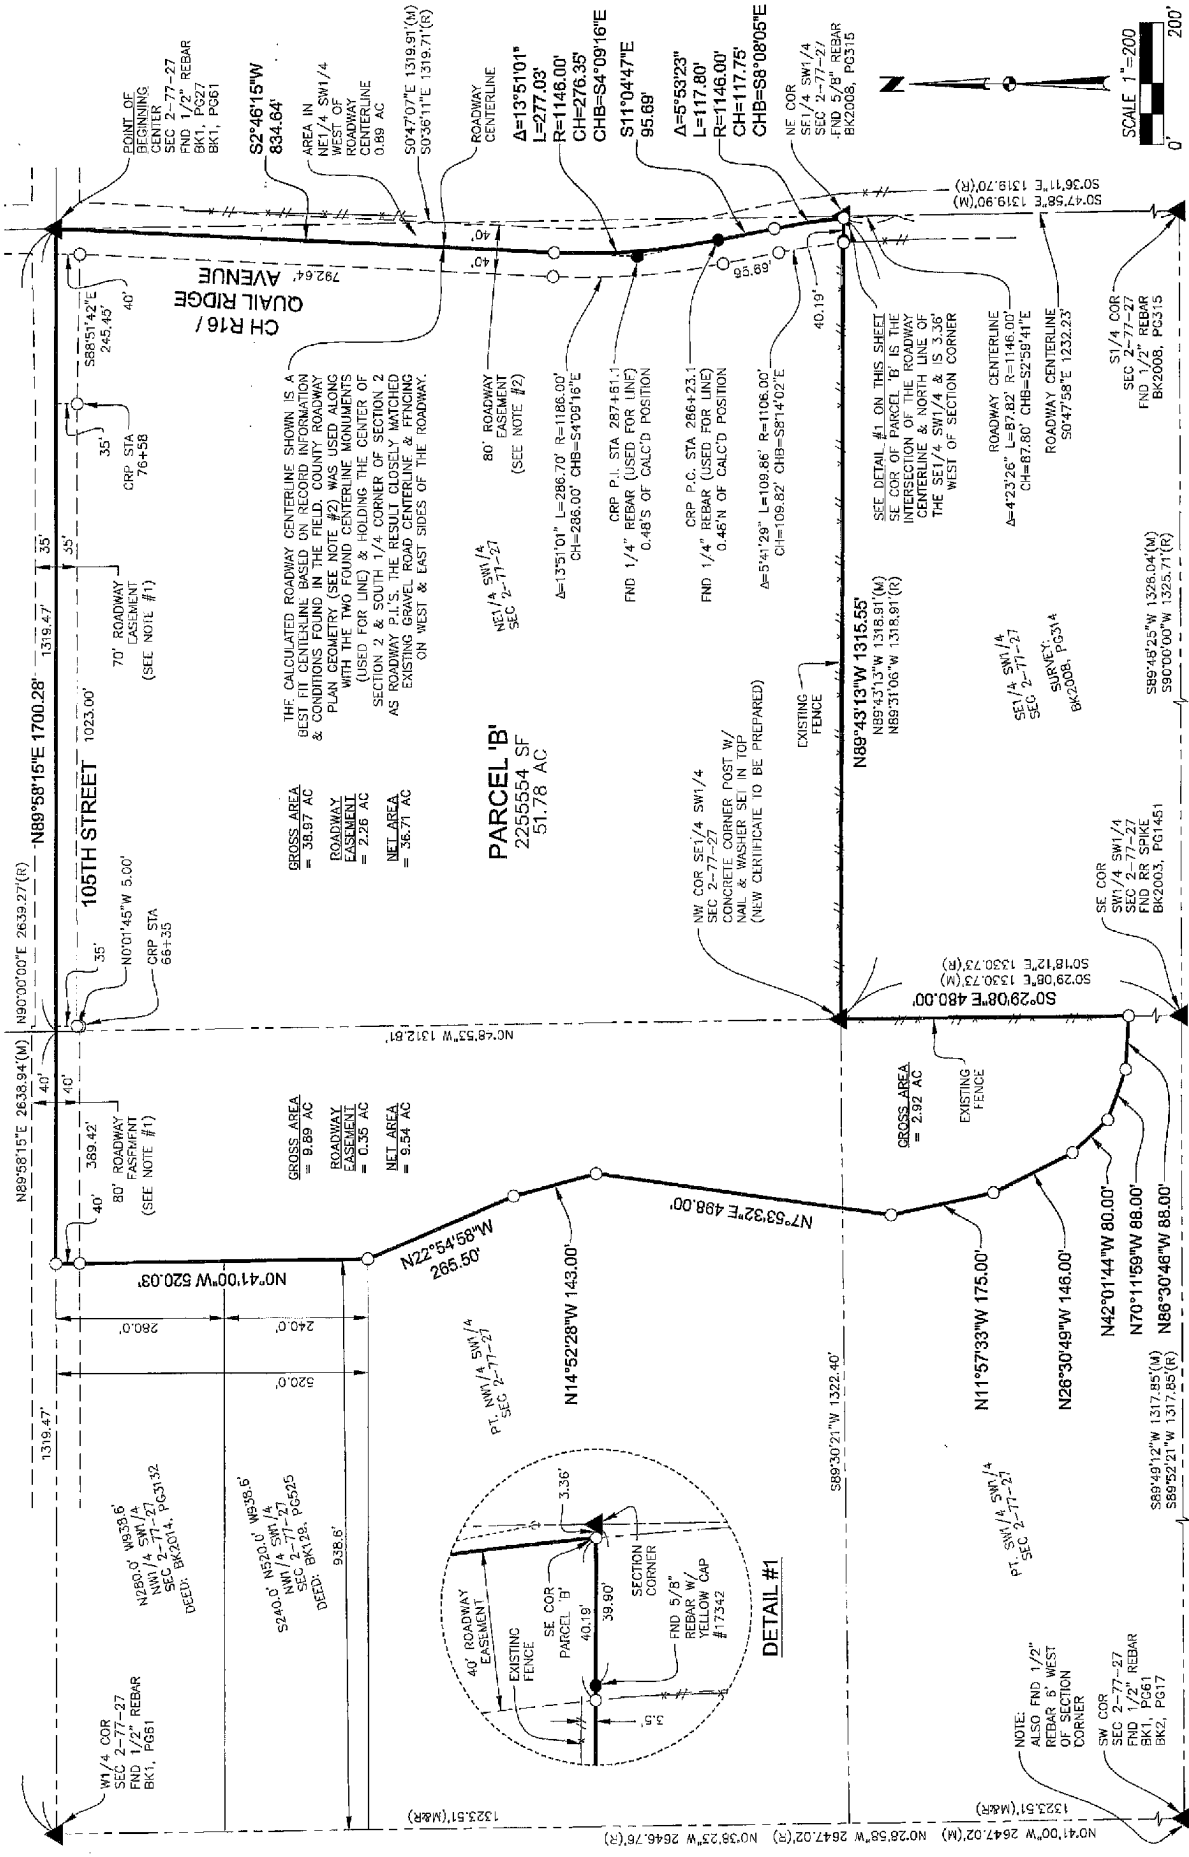 N89°58'15"E 2638.94'(M)
N90°00'00"E 2639.27'(R)
N89°58'15"E 1700.28'
1319.47'
1319.47'
W1/4 COR
SEC 2-77-27
FND 1/2" REBAR
BK1, PG61
POINT OF
BEGINNING
CENTER
SEC 2-77-27
FND 1/2" REBAR
BK1, PG27
BK1, PG61
40'
40'
40'
389.42'
80' ROADWAY
EASEMENT
(SEE NOTE #1)
35'
N0°01'45"W 5.00'
CRP STA
66+35
105TH STREET
1023.00'
35'
35'
70' ROADWAY
EASEMENT
(SEE NOTE #1)
35'
CRP STA
76+58
S88°51'42"E
245.45'
40'
CH R16 /
QUAIL RIDGE
AVENUE
792.64'
S2°46'15"W
834.64'
AREA IN
NE1/4 SW1/4
WEST OF
ROADWAY
CENTERLINE
0.89 AC
S0°47'07"E 1319.91'(M)
S0°36'11"E 1319.71'(R)
ROADWAY
CENTERLINE
Δ=13°51'01"
L=277.03'
R=1146.00'
CH=276.35'
CHB=S4°09'16"E
S11°04'47"E
95.69'
Δ=5°53'23"
L=117.80'
R=1146.00'
CH=117.75'
CHB=S8°08'05"E
NE COR
SE1/4 SW1/4
SEC 2-77-27
FND 5/8" REBAR
BK2008, PG315
N
SCALE 1"=200
0'
200'
N280.0' W938.6'
NW1/4 SW1/4
SEC 2-77-27
DEED: BK2014, PG3132
S240.0' N520.0' W938.6'
NW1/4 SW1/4
SEC 2-77-27
DEED: BK129, PG525
938.6'
280.0'
240.0'
520.0'
N0°41'00"W 520.03'
GROSS AREA
= 9.89 AC
ROADWAY
EASEMENT
= 0.35 AC
NET AREA
= 9.54 AC
N0°48'53"W 1312.81'
GROSS AREA
= 38.97 AC
ROADWAY
EASEMENT
= 2.26 AC
NET AREA
= 36.71 AC
THE CALCULATED ROADWAY CENTERLINE SHOWN IS A
BEST FIT CENTERLINE BASED ON RECORD INFORMATION
& CONDITIONS FOUND IN THE FIELD. COUNTY ROADWAY
PLAN GEOMETRY (SEE NOTE #2) WAS USED ALONG
WITH THE TWO FOUND CENTERLINE MONUMENTS
(USED FOR LINE) & HOLDING THE CENTER OF
SECTION 2 & SOUTH 1/4 CORNER OF SECTION 2
AS ROADWAY P.I.'S. THE RESULT CLOSELY MATCHED
EXISTING GRAVEL ROAD CENTERLINE & FENCING
ON WEST & EAST SIDES OF THE ROADWAY.
40'
40'
80' ROADWAY
EASEMENT
(SEE NOTE #2)
NE1/4 SW1/4
SEC 2-77-27
PARCEL 'B'
2255554 SF
51.78 AC
Δ=13°51'01" L=286.70' R=1186.00'
CH=286.00' CHB=S4°09'16"E
CRP P.I. STA 287+61.1
FND 1/4" REBAR (USED FOR LINE)
0.48'S OF CALC'D POSITION
CRP P.C. STA 286+23.1
FND 1/4" REBAR (USED FOR LINE)
0.46'N OF CALC'D POSITION
95.69'
Δ=5°41'29" L=109.86' R=1106.00'
CH=109.82' CHB=S8°14'02"E
40.19'
N22°54'58"W
265.50'
PT. NW1/4 SW1/4
SEC 2-77-27
N14°52'28"W 143.00'
N7°53'32"E 498.00'
NW COR SE1/4 SW1/4
SEC 2-77-27
CONCRETE CORNER POST W/
NAIL & WASHER SET IN TOP
(NEW CERTIFICATE TO BE PREPARED)
EXISTING
FENCE
N89°43'13"W 1315.55'
N89°43'13"W 1318.91'(M)
N89°31'06"W 1318.91'(R)
SEE DETAIL #1 ON THIS SHEET
SE COR OF PARCEL 'B' IS THE
INTERSECTION OF THE ROADWAY
CENTERLINE & NORTH LINE OF
THE SE1/4 SW1/4 & IS 3.36'
WEST OF SECTION CORNER
Δ=4°23'26" L=87.82' R=1146.00'
CH=87.80' CHB=S2°59'41"E
ROADWAY CENTERLINE
ROADWAY CENTERLINE
S0°47'58"E 1232.23'
S0°47'58"E 1319.90'(M)
S0°36'11"E 1319.70'(R)
S1/4 COR
SEC 2-77-27
FND 1/2" REBAR
BK2008, PG315
SE1/4 SW1/4
SEC 2-77-27
SURVEY:
BK2008, PG314
S89°48'25"W 1326.04'(M)
S90°00'00"W 1325.71'(R)
SE COR
SW1/4 SW1/4
SEC 2-77-27
FND RR SPIKE
BK2003, PG1451
S0°29'08"E 480.00'
S0°29'08"E 1330.73'(M)
S0°18'12"E 1330.73'(R)
GROSS AREA
= 2.92 AC
EXISTING
FENCE
S89°30'21"W 1322.40'
N11°57'33"W 175.00'
N26°30'49"W 146.00'
N42°01'44"W 80.00'
N70°11'59"W 88.00'
N86°30'46"W 88.00'
PT. SW1/4 SW1/4
SEC 2-77-27
S89°49'12"W 1317.85'(M)
S89°52'21"W 1317.85'(R)
40' ROADWAY
EASEMENT
EXISTING
FENCE
SE COR
PARCEL 'B'
3.36'
40.19'
39.90'
SECTION
CORNER
FND 5/8"
REBAR W/
YELLOW CAP
#17342
3.5'
DETAIL #1
1323.51'(M&R)
1323.51'(M&R)
N0°38'23"W 2646.76'(R)
N0°28'58"W 2647.02'(R)
N0°41'00"W 2647.02'(M)
NOTE:
ALSO FND 1/2"
REBAR 6' WEST
OF SECTION
CORNER
SW COR
SEC 2-77-27
FND 1/2" REBAR
BK1, PG61
BK2, PG17